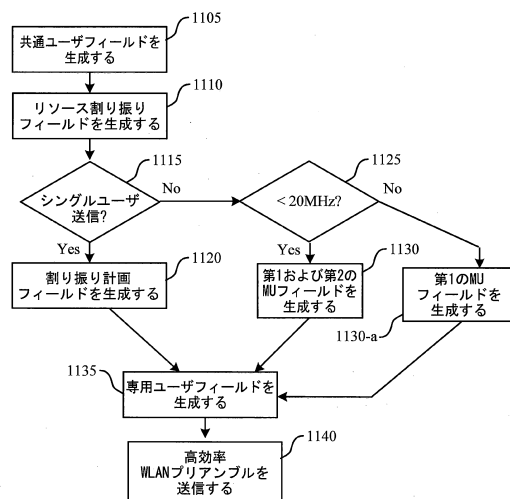 1105
共通ユーザフィールドを
生成する
1110
リソース割り振り
フィールドを生成する
1115
シングルユーザ
送信?
No
Yes
1125
< 20MHz?
No
Yes
1120
割り振り計画
フィールドを生成する
1130
第1および第2の
MUフィールドを
生成する
第1のMU
フィールドを
生成する
1130-a
1135
専用ユーザフィールドを
生成する
1140
高効率
WLANプリアンブルを
送信する